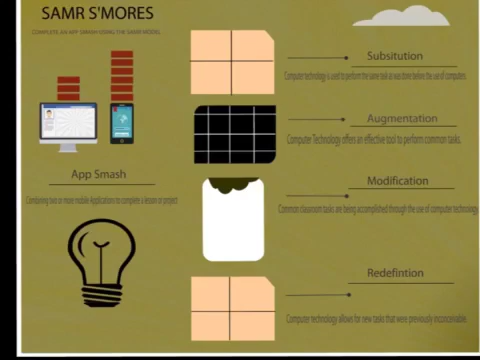 SAMR S'MORES
COMPLETE AN APP SMASH USING THE SAMR MODEL
Subsitution
Computer technology is used to perform the same task as was done before the use of computers.
Augmentation
Computer Technology offers an effective tool to perform common tasks.
App Smash
Combining two or more mobile Applications to complete a lesson or project
Modification
Common classroom tasks are being accomplished through the use of computer technology.
Redefintion
Computer technology allows for new tasks that were previously inconceivable.